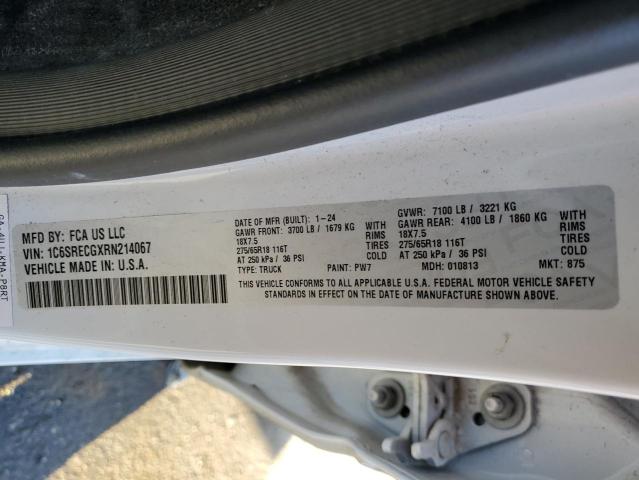 MFD BY: FCA US LLC
VIN: 1C6SRECGXRN214067
VEHICLE MADE IN: U.S.A.
DATE OF MFR (BUILT): 1-24
GAWR FRONT: 3700 LB / 1679 KG WITH
18X7.5 RIMS
275/65R18 116T TIRES
AT 250 kPa / 36 PSI COLD
TYPE: TRUCK PAINT: PW7
GVWR: 7100 LB / 3221 KG
GAWR REAR: 4100 LB / 1860 KG WITH
18X7.5 RIMS
275/65R18 116T TIRES
AT 250 kPa / 36 PSI COLD
MDH: 010813 MKT: 875
THIS VEHICLE CONFORMS TO ALL APPLICABLE U.S.A. FEDERAL MOTOR VEHICLE SAFETY
STANDARDS IN EFFECT ON THE DATE OF MANUFACTURE SHOWN ABOVE.